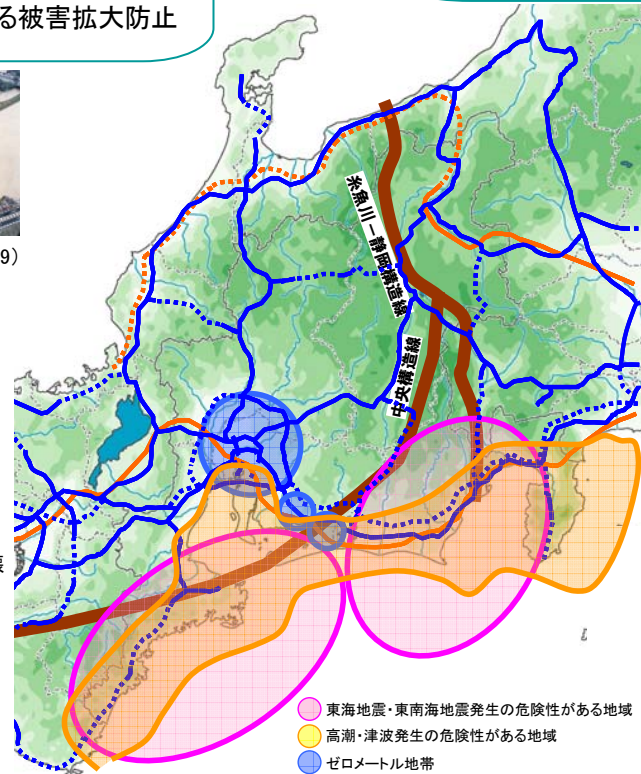 る被害拡大防止
9)
糸魚川－静岡構造線
中央構造線
東海地震・東南海地震発生の危険性がある地域
高潮・津波発生の危険性がある地域
ゼロメートル地帯